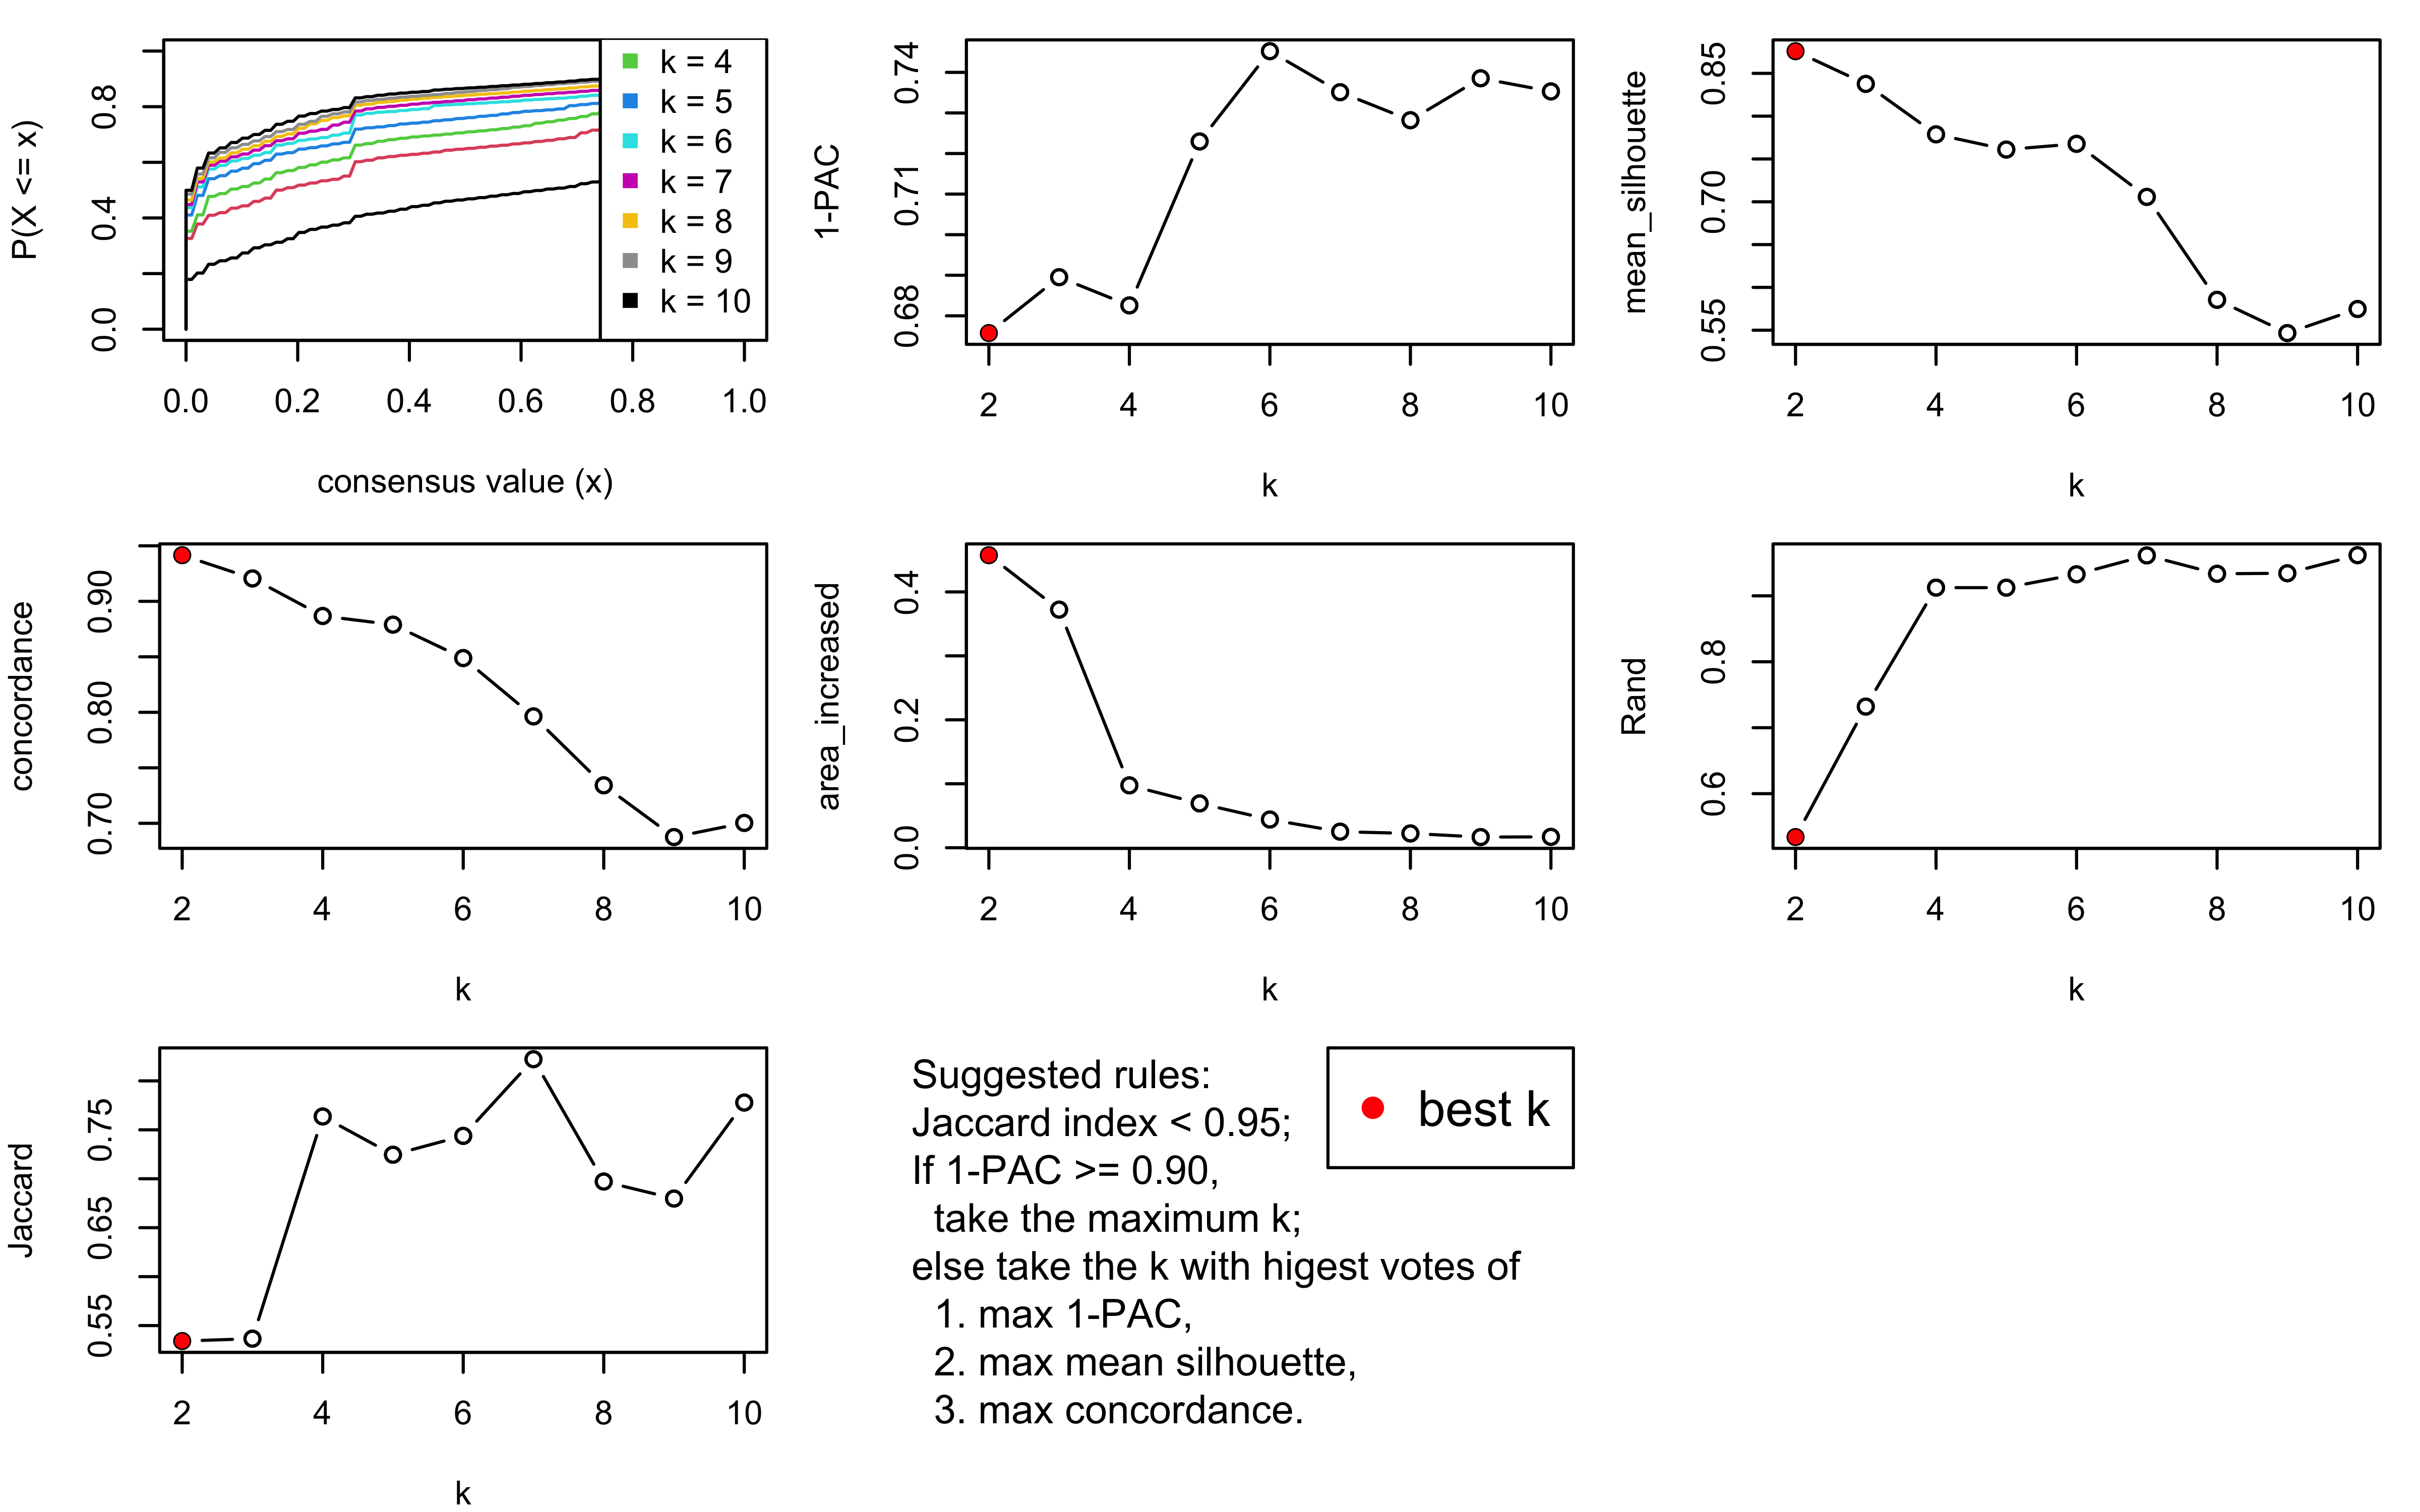 P(X <= x)
0.0 0.4 0.8
k = 4
k = 5
k = 6
k = 7
k = 8
k = 9
k = 10
0.0 0.2 0.4 0.6 0.8 1.0
consensus value (x)
1-PAC
0.68 0.71 0.74
2 4 6 8 10
k
mean_silhouette
0.55 0.70 0.85
2 4 6 8 10
k
concordance
0.70 0.80 0.90
2 4 6 8 10
k
area_increased
0.0 0.2 0.4
2 4 6 8 10
k
Rand
0.6 0.8
2 4 6 8 10
k
Jaccard
0.55 0.65 0.75
2 4 6 8 10
k
Suggested rules:
Jaccard index < 0.95;
If 1-PAC >= 0.90,
take the maximum k;
else take the k with higest votes of
1. max 1-PAC,
2. max mean silhouette,
3. max concordance.
best k